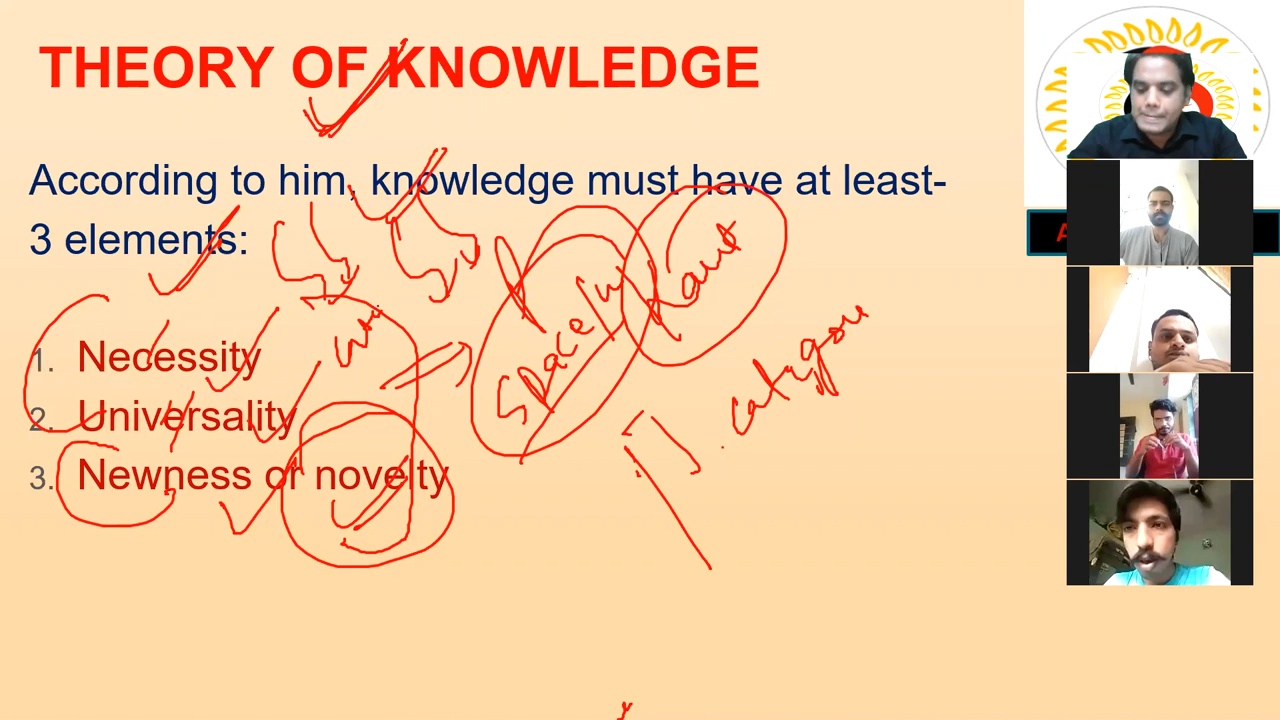 THEORY OF KNOWLEDGE
According to him, knowledge must have at least-
3 elements:
1. Necessity
2. Universality
3. Newness or novelty
Space/
Kant
A